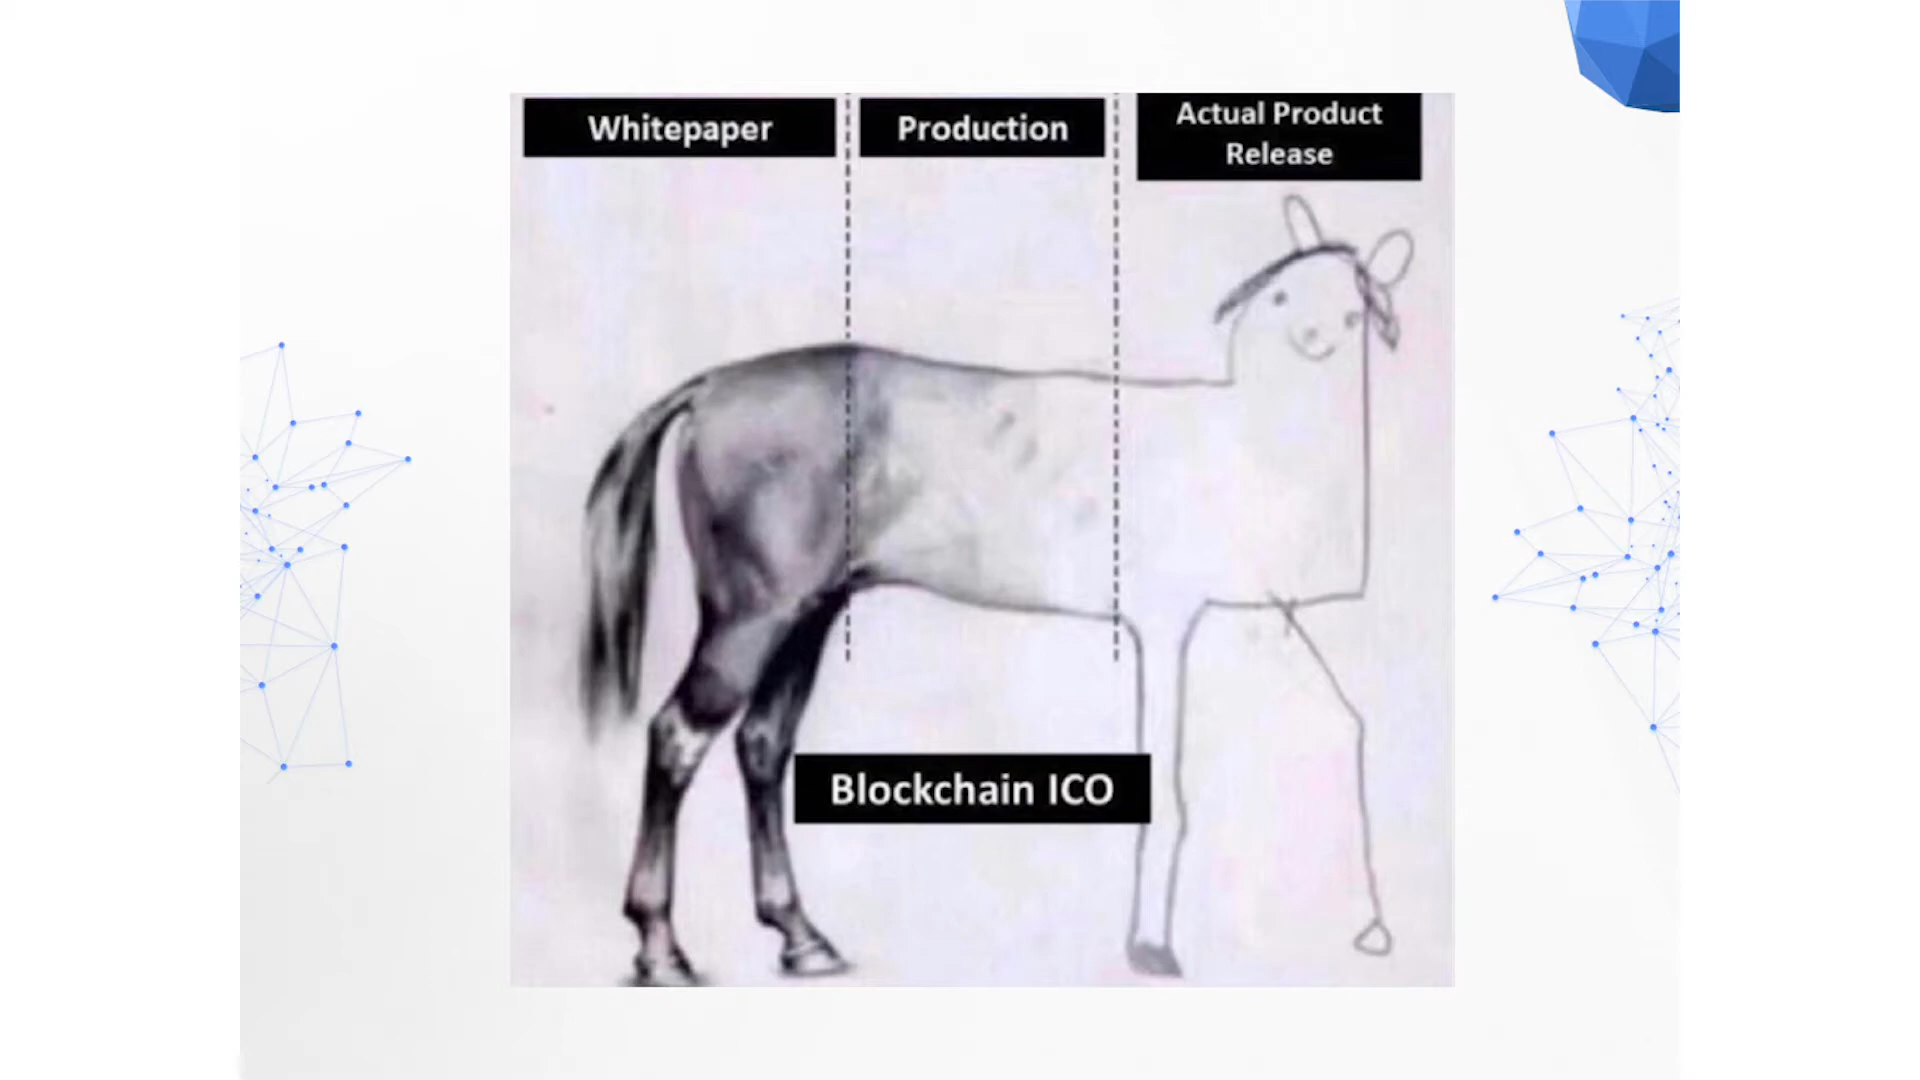 Whitepaper
Production
Actual Product
Release
Blockchain ICO